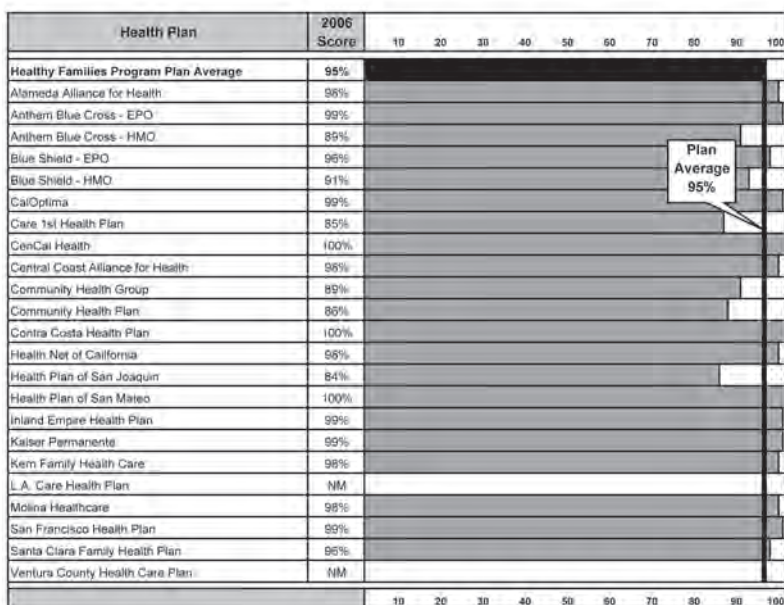 Health Plan
2006
Score
10 20 30 40 50 60 70 80 90 100
Healthy Families Program Plan Average 95%
Alameda Alliance for Health 98%
Anthem Blue Cross - EPO 99%
Anthem Blue Cross - HMO 89%
Blue Shield - EPO 96%
Blue Shield - HMO 91%
CalOptima 99%
Care 1st Health Plan 85%
CenCal Health 100%
Central Coast Alliance for Health 98%
Community Health Group 89%
Community Health Plan 86%
Contra Costa Health Plan 100%
Health Net of California 98%
Health Plan of San Joaquin 84%
Health Plan of San Mateo 100%
Inland Empire Health Plan 99%
Kaiser Permanente 99%
Kern Family Health Care 98%
L.A. Care Health Plan NM
Molina Healthcare 98%
San Francisco Health Plan 99%
Santa Clara Family Health Plan 96%
Ventura County Health Care Plan NM
Plan
Average
95%
10 20 30 40 50 60 70 80 90 100